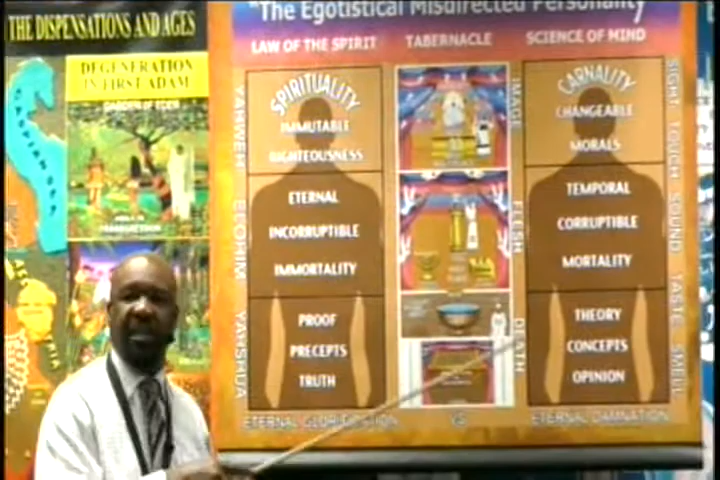 "The Egotistical Misdirected Personality
THE DISPENSATIONS AND AGES
LAW OF THE SPIRIT
TABERNACLE
SCIENCE OF MIND
DEGENERATION
IN FIRST ADAM
GARDEN OF EDEN
SPIRITUALITY
IMMUTABLE
RIGHTEOUSNESS
ETERNAL
INCORRUPTIBLE
IMMORTALITY
PROOF
PRECEPTS
TRUTH
YAHWEH
ELOHIM
YAHSHUA
IMAGE
FLESH
DEATH
CARNALITY
CHANGEABLE
MORALS
TEMPORAL
CORRUPTIBLE
MORTALITY
THEORY
CONCEPTS
OPINION
SIGHT
TOUCH
SOUND
TASTE
SMELL
ETERNAL GLORIFICATION
VS
ETERNAL DAMNATION